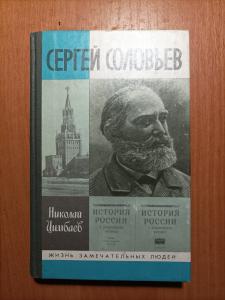 СЕРГЕЙ СОЛОВЬЕВ
Николай
Цимбаев
ИСТОРИЯ
РОССИИ
ИСТОРИЯ
РОССИИ
ЖИЗНЬ ЗАМЕЧАТЕЛЬНЫХ ЛЮДЕЙ